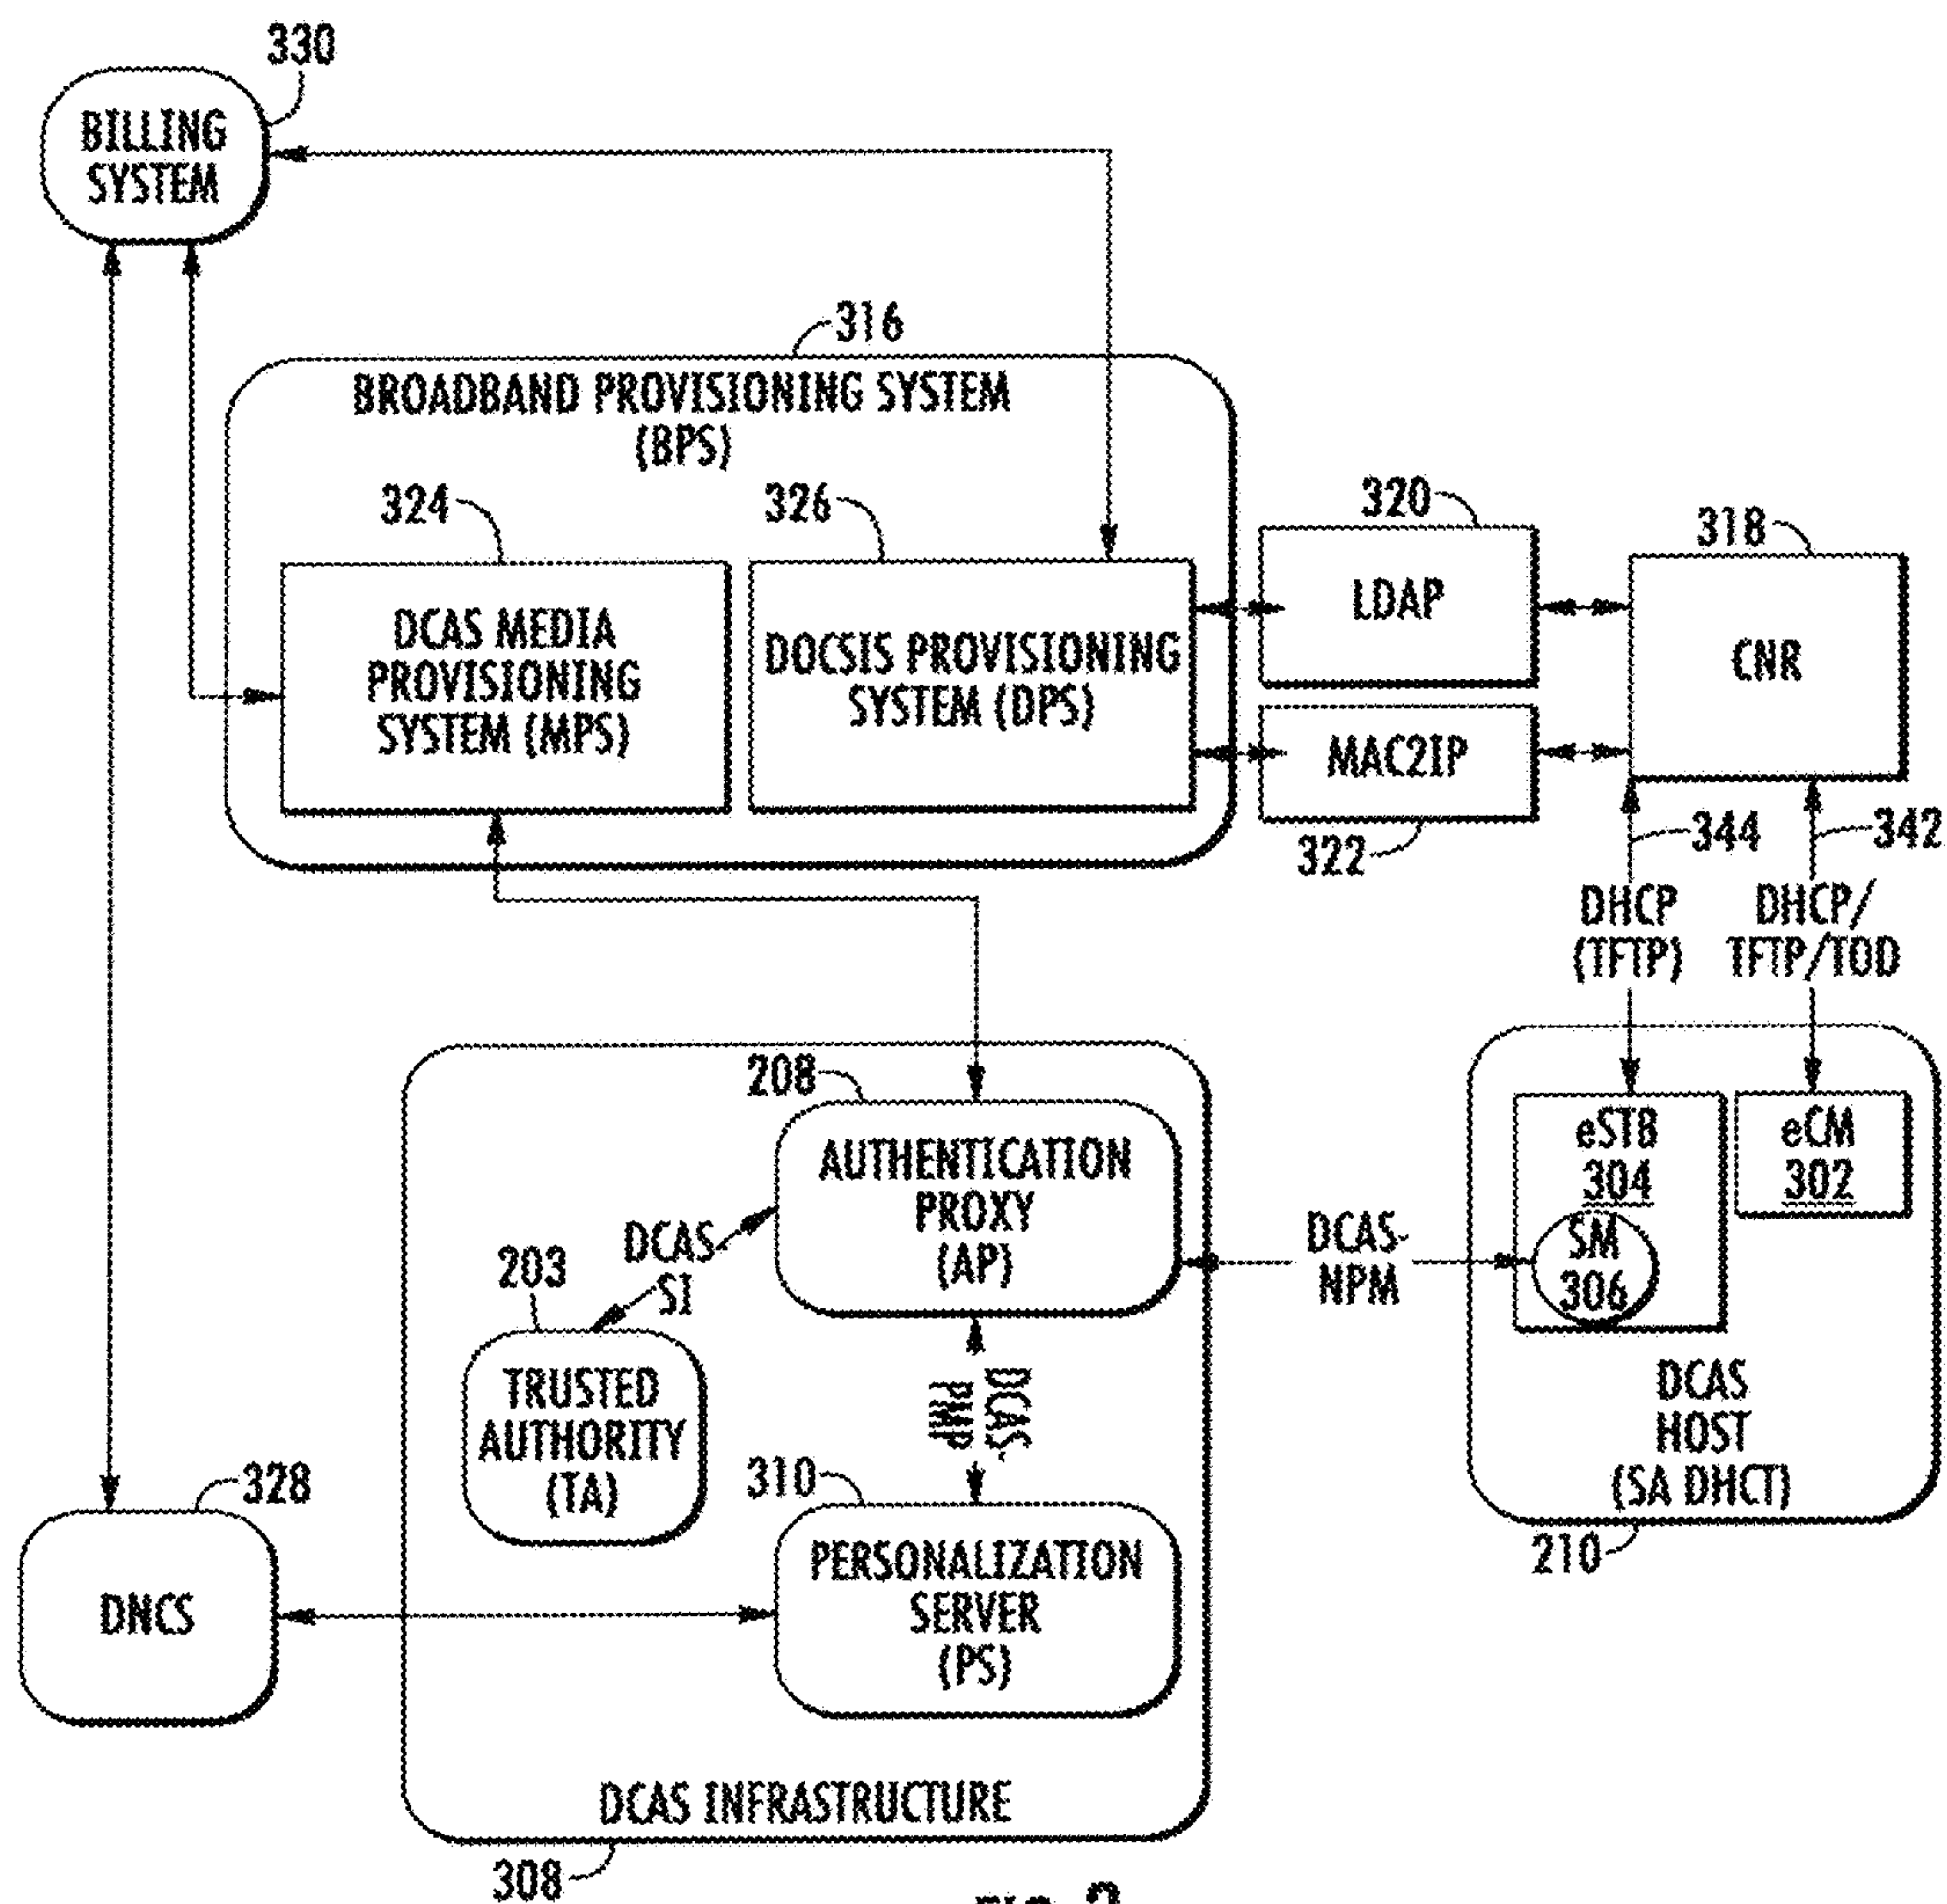 330
BILLING
SYSTEM
316
BROADBAND PROVISIONING SYSTEM
(BPS)
324
326
320
318
DCAS MEDIA
PROVISIONING
SYSTEM (MPS)
DOCSIS PROVISIONING
SYSTEM (DPS)
LDAP
CNR
MAC2IP
322
344
342
DHCP
(TFTP)
DHCP/
TFTP/TOD
208
AUTHENTICATION
PROXY
(AP)
eSTB
304
eCM
302
SM
306
DCAS-
SI
203
DCAS-
NPM
TRUSTED
AUTHORITY
(TA)
DCAS-
PMP
DCAS
HOST
(SA DHCT)
210
310
328
DNCS
PERSONALIZATION
SERVER
(PS)
DCAS INFRASTRUCTURE
308